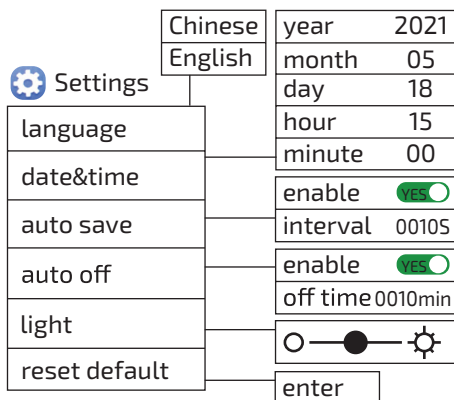 Chinese
English
year 2021
month 05
day 18
hour 15
minute 00
Settings
language
date&time
auto save
auto off
light
reset default
enable YES
interval 0010S
enable YES
off time 0010min
enter